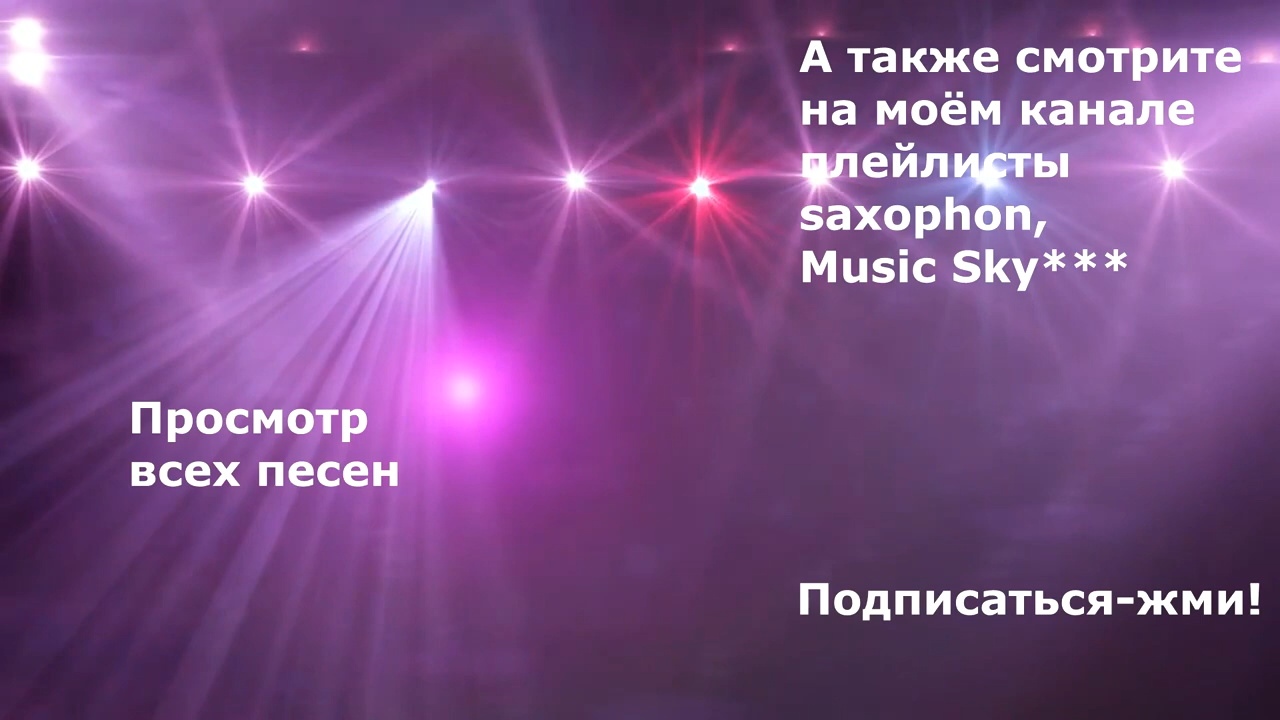 А также смотрите
на моём канале
плейлисты
saxophon,
Music Sky***
Просмотр
всех песен
Подписаться-жми!